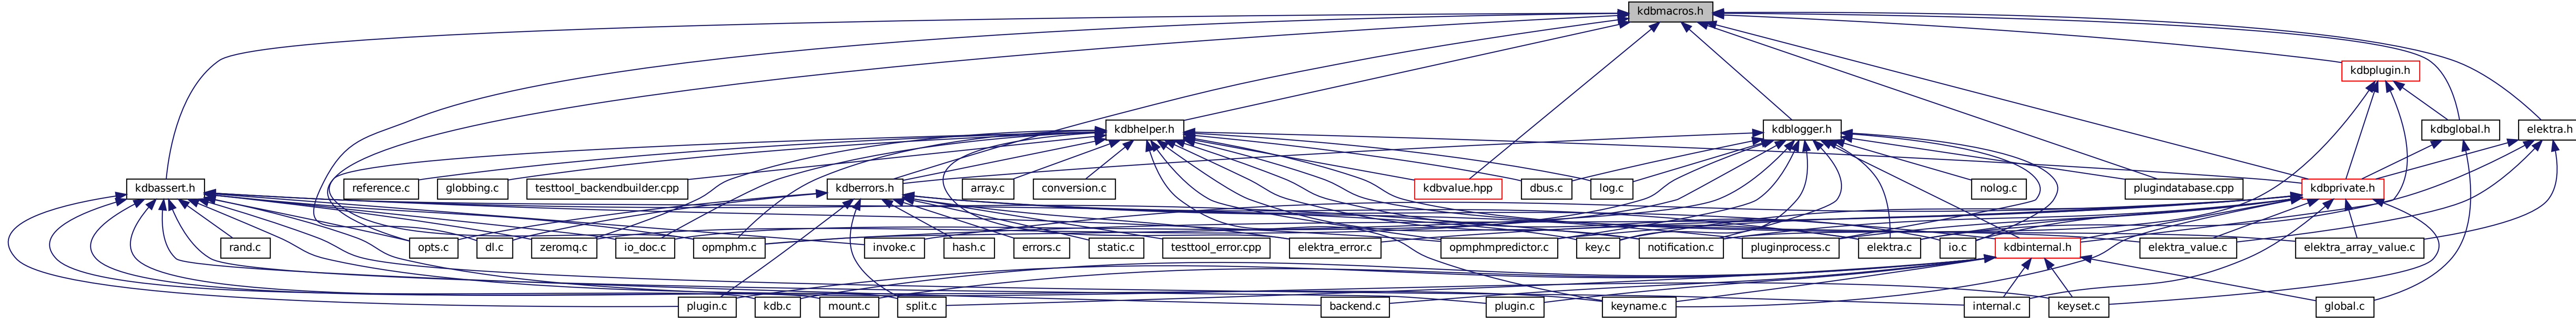 kdbmacros.h
kdbplugin.h
kdbhelper.h
kdblogger.h
kdbglobal.h
elektra.h
kdbassert.h
reference.c
globbing.c
testtool_backendbuilder.cpp
kdberrors.h
array.c
conversion.c
kdbvalue.hpp
dbus.c
log.c
nolog.c
plugindatabase.cpp
kdbprivate.h
rand.c
opts.c
dl.c
zeromq.c
io_doc.c
opmphm.c
invoke.c
hash.c
errors.c
static.c
testtool_error.cpp
elektra_error.c
opmphmpredictor.c
key.c
notification.c
pluginprocess.c
elektra.c
io.c
kdbinternal.h
elektra_value.c
elektra_array_value.c
plugin.c
kdb.c
mount.c
split.c
backend.c
plugin.c
keyname.c
internal.c
keyset.c
global.c